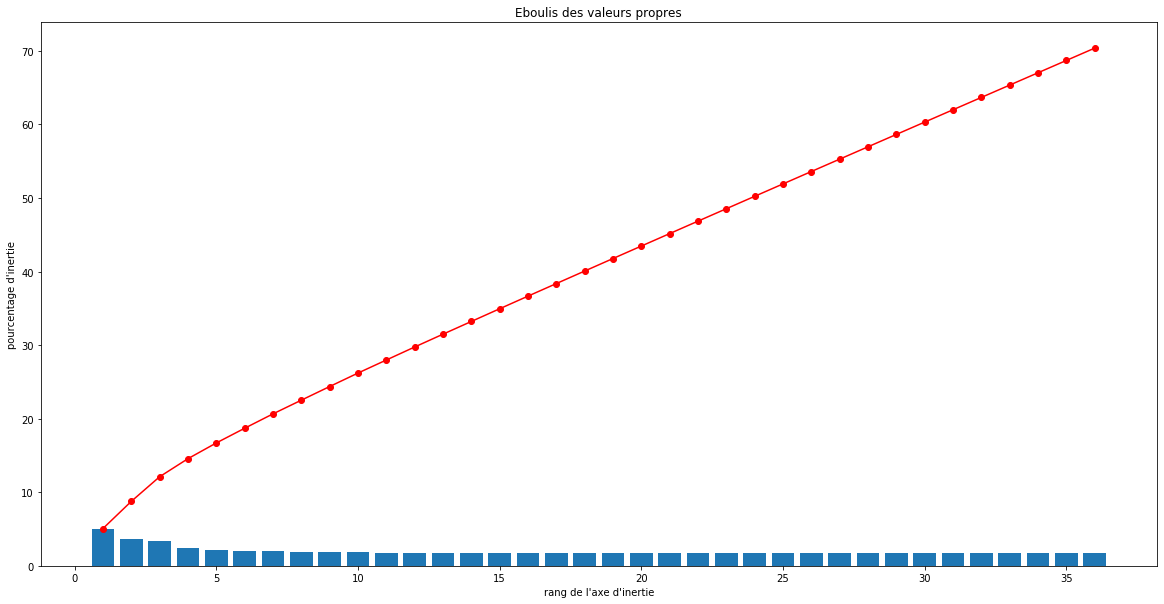 Eboulis des valeurs propres
pourcentage d'inertie
70
60
50
40
30
20
10
0
0 5 10 15 20 25 30 35
rang de l'axe d'inertie